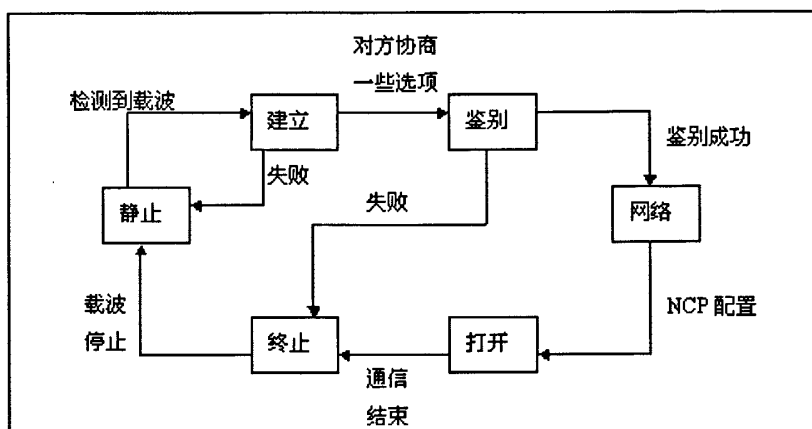 对方协商
一些选项
检测到载波
建立
鉴别
鉴别成功
失败
静止
失败
网络
载波
停止
NCP 配置
终止
打开
通信
结束